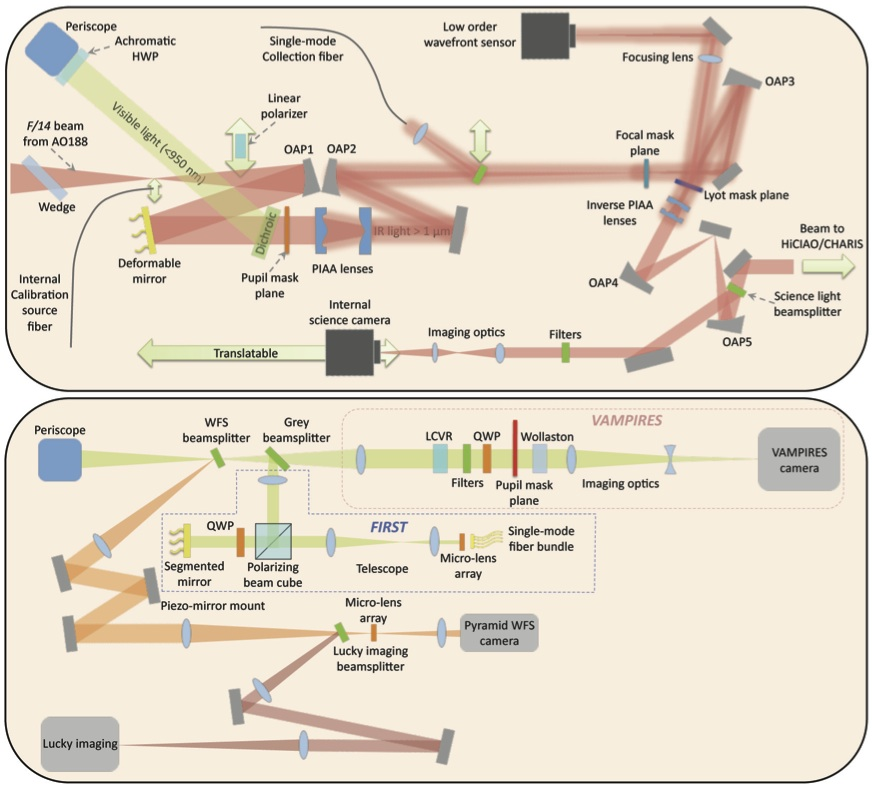 Periscope
Achromatic
HWP
Single-mode
Collection fiber
Low order
wavefront sensor
Focusing lens
OAP3
Visible light (<950 nm)
Linear
polarizer
F/14 beam
from AO188
OAP1
OAP2
Focal mask
plane
Wedge
Lyot mask plane
Inverse PIAA
lenses
Dichroic
IR light > 1 μm
Beam to
HiCIAO/CHARIS
Deformable
mirror
Pupil mask
plane
PIAA lenses
OAP4
Internal
Calibration
source
fiber
Science light
beamsplitter
Internal
science camera
Imaging optics
Filters
OAP5
Translatable
Periscope
WFS
beamsplitter
Grey
beamsplitter
VAMPIRES
LCVR
QWP
Wollaston
VAMPIRES
camera
Filters
Pupil mask
plane
Imaging optics
QWP
FIRST
Single-mode
fiber bundle
Segmented
mirror
Polarizing
beam cube
Telescope
Micro-lens
array
Piezo-mirror mount
Micro-lens
array
Pyramid WFS
camera
Lucky imaging
beamsplitter
Lucky imaging